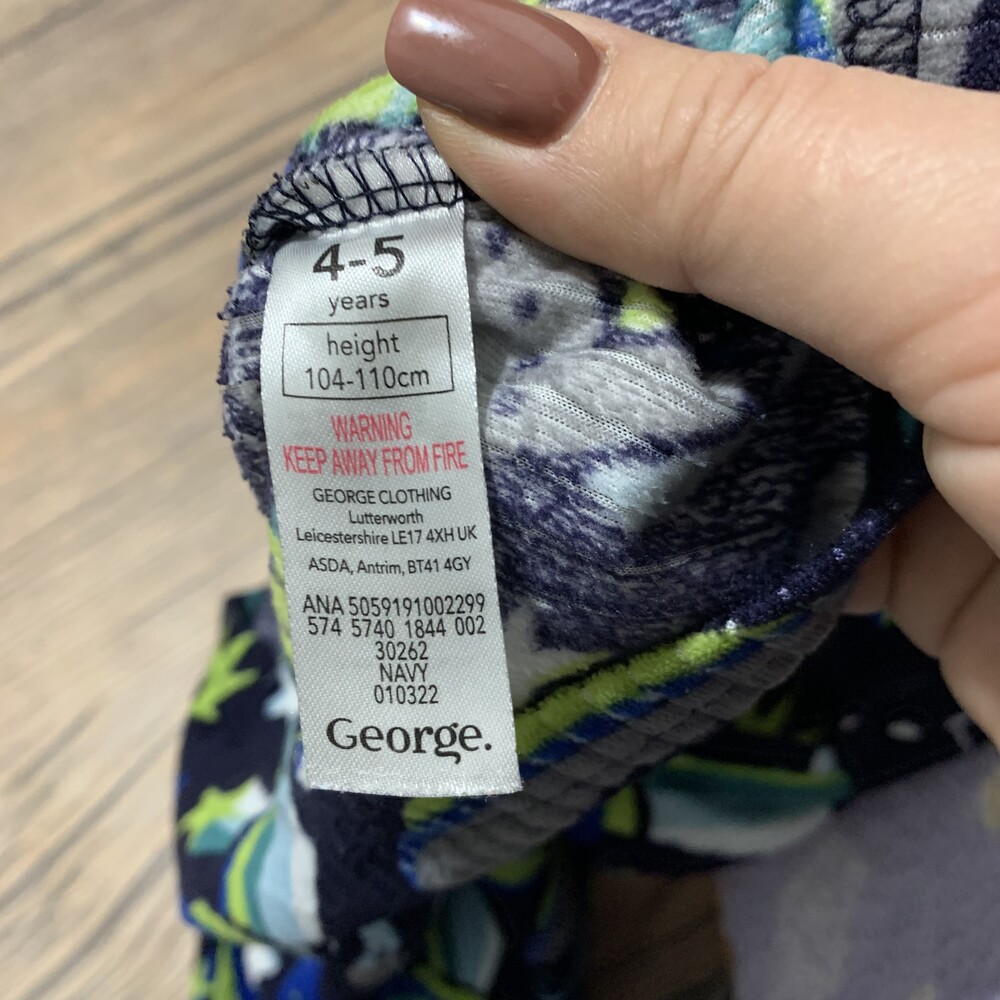 4-5
years
height
104-110cm
WARNING
KEEP AWAY FROM FIRE
GEORGE CLOTHING
Lutterworth
Leicestershire LE17 4XH UK
ASDA, Antrim, BT41 4GY
ANA 5059191002299
574 5740 1844 002
30262
NAVY
010322
George.